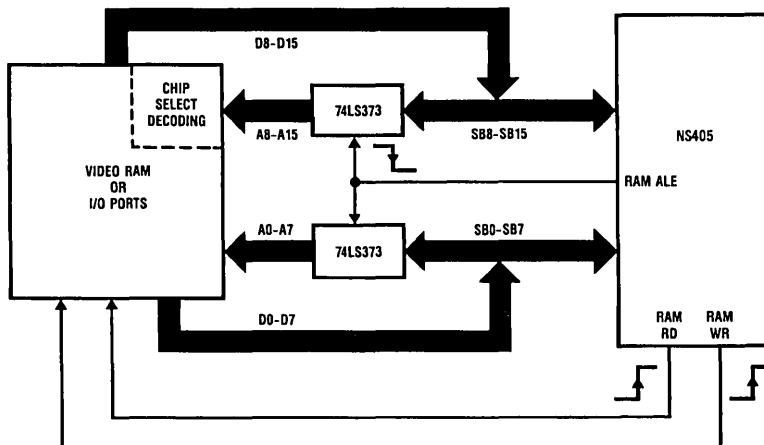 D8–D15
CHIP
SELECT
DECODING
74LS373
A8–A15
SB8–SB15
NS405
VIDEO RAM
OR
I/O PORTS
RAM ALE
A0–A7
SB0–SB7
74LS373
D0–D7
RAM
RD
RAM
WR